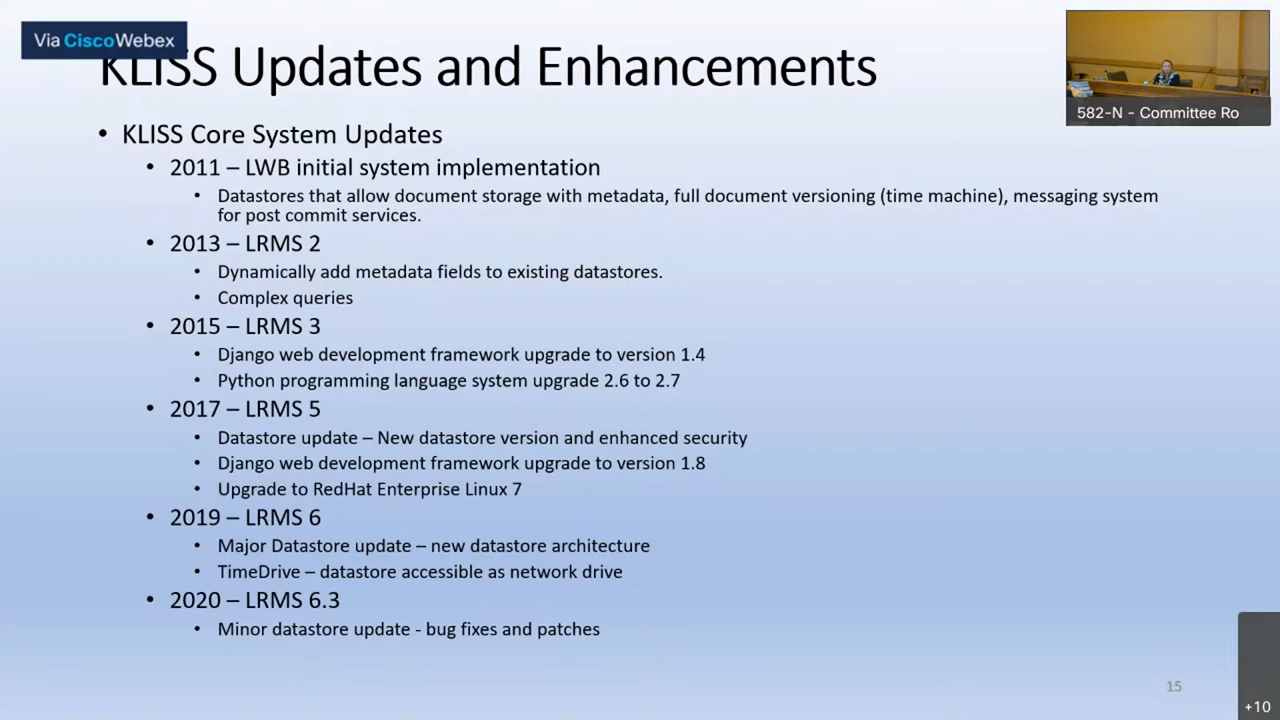 Via CiscoWebex
KLISS Updates and Enhancements
582-N - Committee Ro
• KLISS Core System Updates
• 2011 – LWB initial system implementation
• Datastores that allow document storage with metadata, full document versioning (time machine), messaging system
for post commit services.
• 2013 – LRMS 2
• Dynamically add metadata fields to existing datastores.
• Complex queries
• 2015 – LRMS 3
• Django web development framework upgrade to version 1.4
• Python programming language system upgrade 2.6 to 2.7
• 2017 – LRMS 5
• Datastore update – New datastore version and enhanced security
• Django web development framework upgrade to version 1.8
• Upgrade to RedHat Enterprise Linux 7
• 2019 – LRMS 6
• Major Datastore update – new datastore architecture
• TimeDrive – datastore accessible as network drive
• 2020 – LRMS 6.3
• Minor datastore update - bug fixes and patches
15
+10